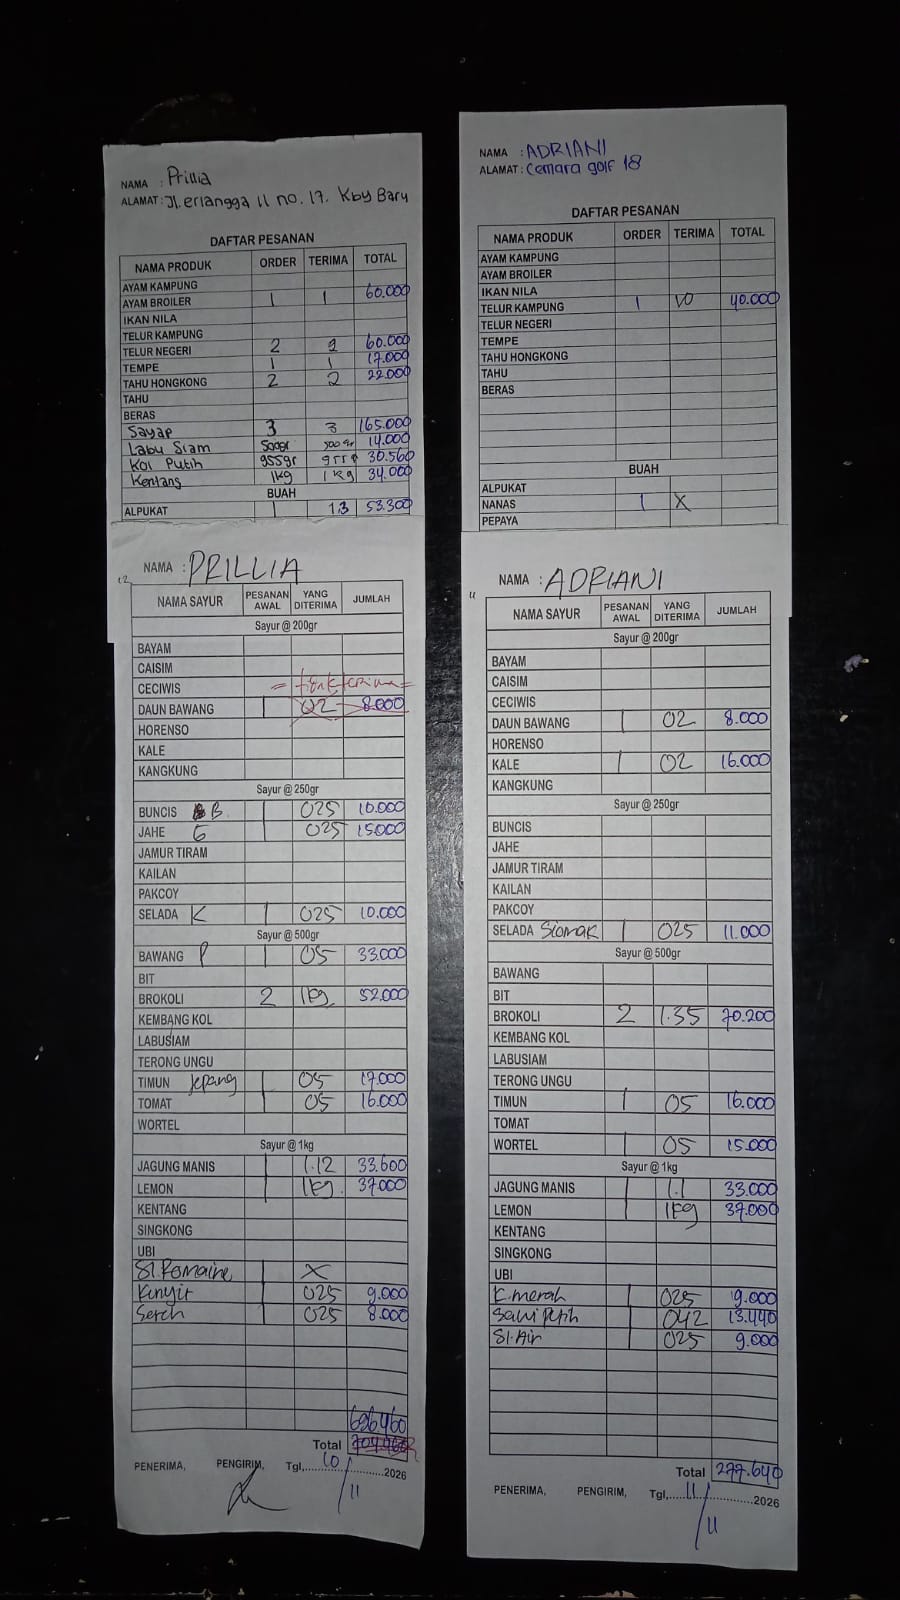 NAMA : Prillia
ALAMAT : Jl. erlangga 11 no. 17. Kby Baru
DAFTAR PESANAN
NAMA PRODUK ORDER TERIMA TOTAL
AYAM KAMPUNG
AYAM BROILER 1 1 60.000
IKAN NILA
TELUR KAMPUNG
TELUR NEGERI 2 2 60.000
TEMPE 1 1 17.000
TAHU HONGKONG 2 2 22.000
TAHU
BERAS
Sayap 3 3 165.000
Labu Siam 500gr 500gr 14.000
Kol Putih 955gr 955gr 30.560
Kentang 1kg 1kg 34.000
BUAH
ALPUKAT 1 1.3 53.300
NAMA : PRILLIA
12
NAMA SAYUR PESANAN AWAL YANG DITERIMA JUMLAH
Sayur @ 200gr
BAYAM
CAISIM
CECIWIS
DAUN BAWANG 1 02 8.000
HORENSO
KALE
KANGKUNG
Sayur @ 250gr
BUNCIS B 1 025 10.000
JAHE G 1 025 15.000
JAMUR TIRAM
KAILAN
PAKCOY
SELADA K 1 025 10.000
Sayur @ 500gr
BAWANG P 1 05 33.000
BIT
BROKOLI 2 1kg 52.000
KEMBANG KOL
LABUSIAM
TERONG UNGU
TIMUN Jepang 1 05 17.000
TOMAT 1 05 16.000
WORTEL
Sayur @ 1kg
JAGUNG MANIS 1 1.12 33.600
LEMON 1 1kg. 37.000
KENTANG
SINGKONG
UBI
Sl. Romaine 1 X
Kunyit 1 025 9.000
Sereh 1 025 8.000
696.460
Total 704.460
PENERIMA, PENGIRIM, Tgl, 10/11 2026
NAMA : ADRIANI
ALAMAT : Cemara golf 18
DAFTAR PESANAN
NAMA PRODUK ORDER TERIMA TOTAL
AYAM KAMPUNG
AYAM BROILER
IKAN NILA
TELUR KAMPUNG 1 10 40.000
TELUR NEGERI
TEMPE
TAHU HONGKONG
TAHU
BERAS
BUAH
ALPUKAT
NANAS 1 X
PEPAYA
NAMA : ADRIANI
11
NAMA SAYUR PESANAN AWAL YANG DITERIMA JUMLAH
Sayur @ 200gr
BAYAM
CAISIM
CECIWIS
DAUN BAWANG 1 02 8.000
HORENSO
KALE 1 02 16.000
KANGKUNG
Sayur @ 250gr
BUNCIS
JAHE
JAMUR TIRAM
KAILAN
PAKCOY
SELADA Siomak 1 025 11.000
Sayur @ 500gr
BAWANG
BIT
BROKOLI 2 1.35 70.200
KEMBANG KOL
LABUSIAM
TERONG UNGU
TIMUN 1 05 16.000
TOMAT
WORTEL 1 05 15.000
Sayur @ 1kg
JAGUNG MANIS 1 1.1 33.000
LEMON 1 1kg 37.000
KENTANG
SINGKONG
UBI
K. merah 1 025 9.000
Sawi Putih 1 042 13.440
Sl. Air 1 025 9.000
Total 277.640
PENERIMA, PENGIRIM, Tgl, 11/11 2026